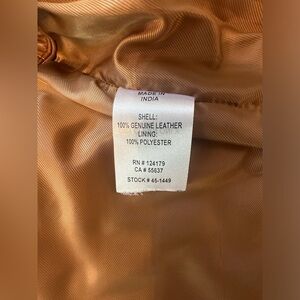 MADE IN
INDIA
SHELL:
100% GENUINE LEATHER
LINING:
100% POLYESTER
RN # 124179
CA # 55637
STOCK # 45-1449